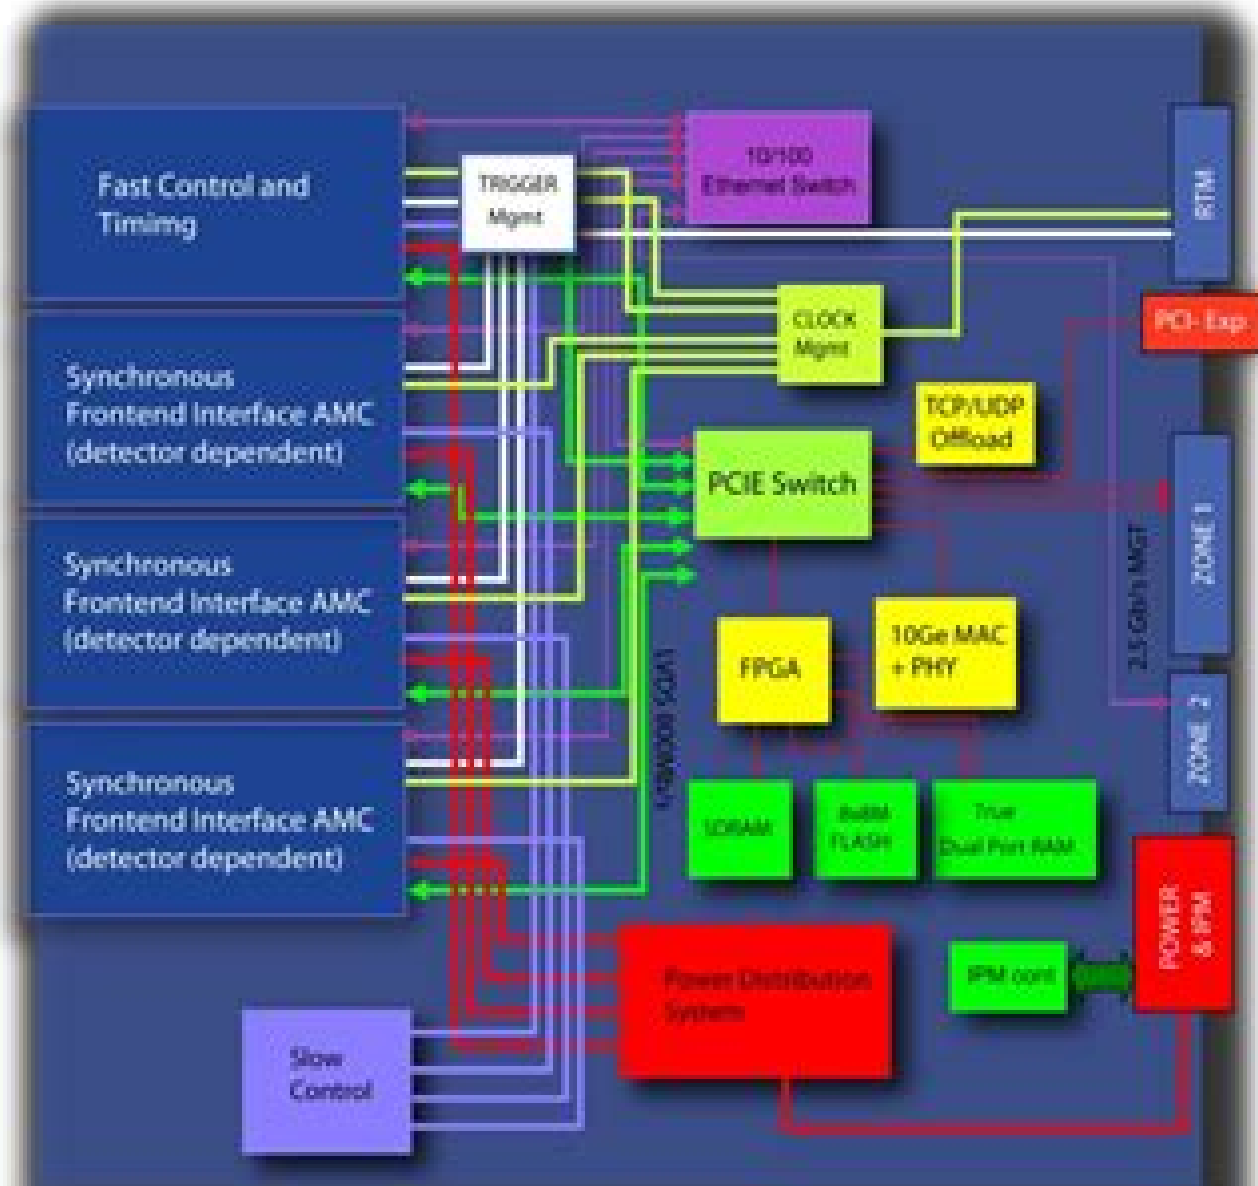 Fast Control and
Timimg
TRIGGER
Mgmt
10/100
Ethernet Switch
RTM
PCI- Exp
Synchronous
Frontend Interface AMC
(detector dependent)
CLOCK
Mgmt
TCP/UDP
Offload
PCIE Switch
ZONE 1
2.5 Gb/s MGT
Synchronous
Frontend Interface AMC
(detector dependent)
FPGA
10Ge MAC
+ PHY
ZONE 2
LVDS
Synchronous
Frontend Interface AMC
(detector dependent)
SDRAM
FLASH
True
Dual Port RAM
POWER
& IPM
IPM cont
Power Distribution
System
Slow
Control